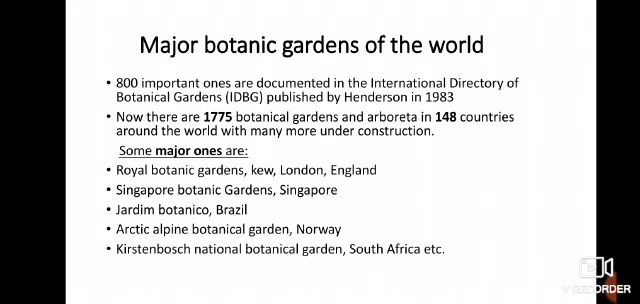 Major botanic gardens of the world
• 800 important ones are documented in the International Directory of
Botanical Gardens (IDBG) published by Henderson in 1983
• Now there are 1775 botanical gardens and arboreta in 148 countries
around the world with many more under construction.
Some major ones are:
• Royal botanic gardens, kew, London, England
• Singapore botanic Gardens, Singapore
• Jardim botanico, Brazil
• Arctic alpine botanical garden, Norway
• Kirstenbosch national botanical garden, South Africa etc.
V RECORDER